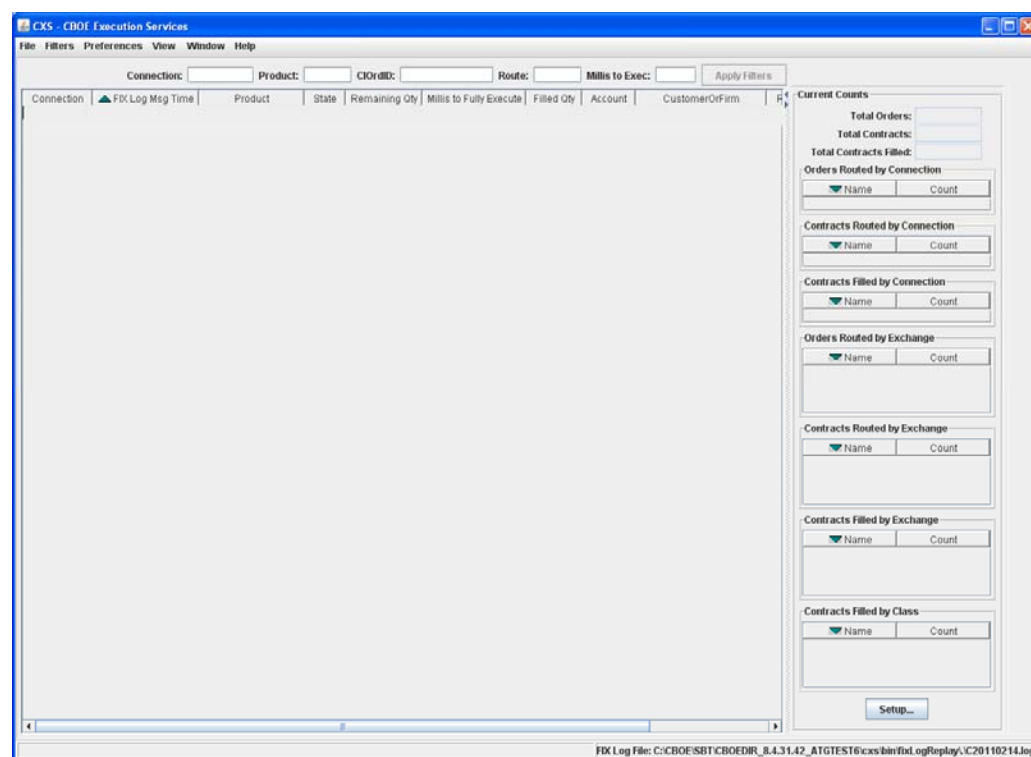 CXS - CBOE Execution Services
File Filters Preferences View Window Help
Connection: Product: ClOrdID: Route: Millis to Exec: Apply Filters
Connection FIX Log Msg Time Product State Remaining Qty Millis to Fully Execute Filled Qty Account CustomerOrFirm
Current Counts
Total Orders:
Total Contracts:
Total Contracts Filled:
Orders Routed by Connection
Name Count
Contracts Routed by Connection
Name Count
Contracts Filled by Connection
Name Count
Orders Routed by Exchange
Name Count
Contracts Routed by Exchange
Name Count
Contracts Filled by Exchange
Name Count
Contracts Filled by Class
Name Count
Setup...
FIX Log File: C:\CBOE\SBT\CBOEDIR_8.4.31.42_ATGTEST6\cxs\bin\fixLogReplay\.\C20110214.log